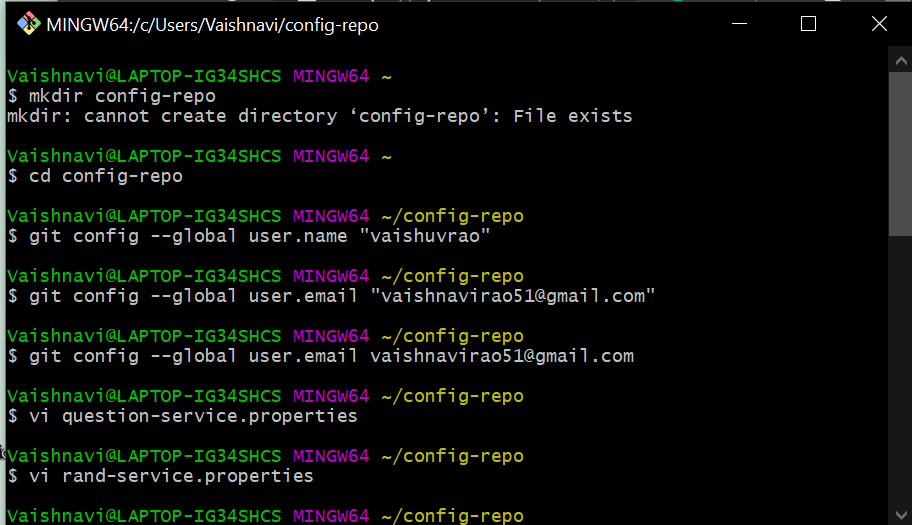 MINGW64:/c/Users/Vaishnavi/config-repo
Vaishnavi@LAPTOP-IG34SHCS MINGW64 ~
$ mkdir config-repo
mkdir: cannot create directory ‘config-repo’: File exists
Vaishnavi@LAPTOP-IG34SHCS MINGW64 ~
$ cd config-repo
Vaishnavi@LAPTOP-IG34SHCS MINGW64 ~/config-repo
$ git config --global user.name "vaishuvrao"
Vaishnavi@LAPTOP-IG34SHCS MINGW64 ~/config-repo
$ git config --global user.email "vaishnavirao51@gmail.com"
Vaishnavi@LAPTOP-IG34SHCS MINGW64 ~/config-repo
$ git config --global user.email vaishnavirao51@gmail.com
Vaishnavi@LAPTOP-IG34SHCS MINGW64 ~/config-repo
$ vi question-service.properties
Vaishnavi@LAPTOP-IG34SHCS MINGW64 ~/config-repo
$ vi rand-service.properties
Vaishnavi@LAPTOP-IG34SHCS MINGW64 ~/config-repo